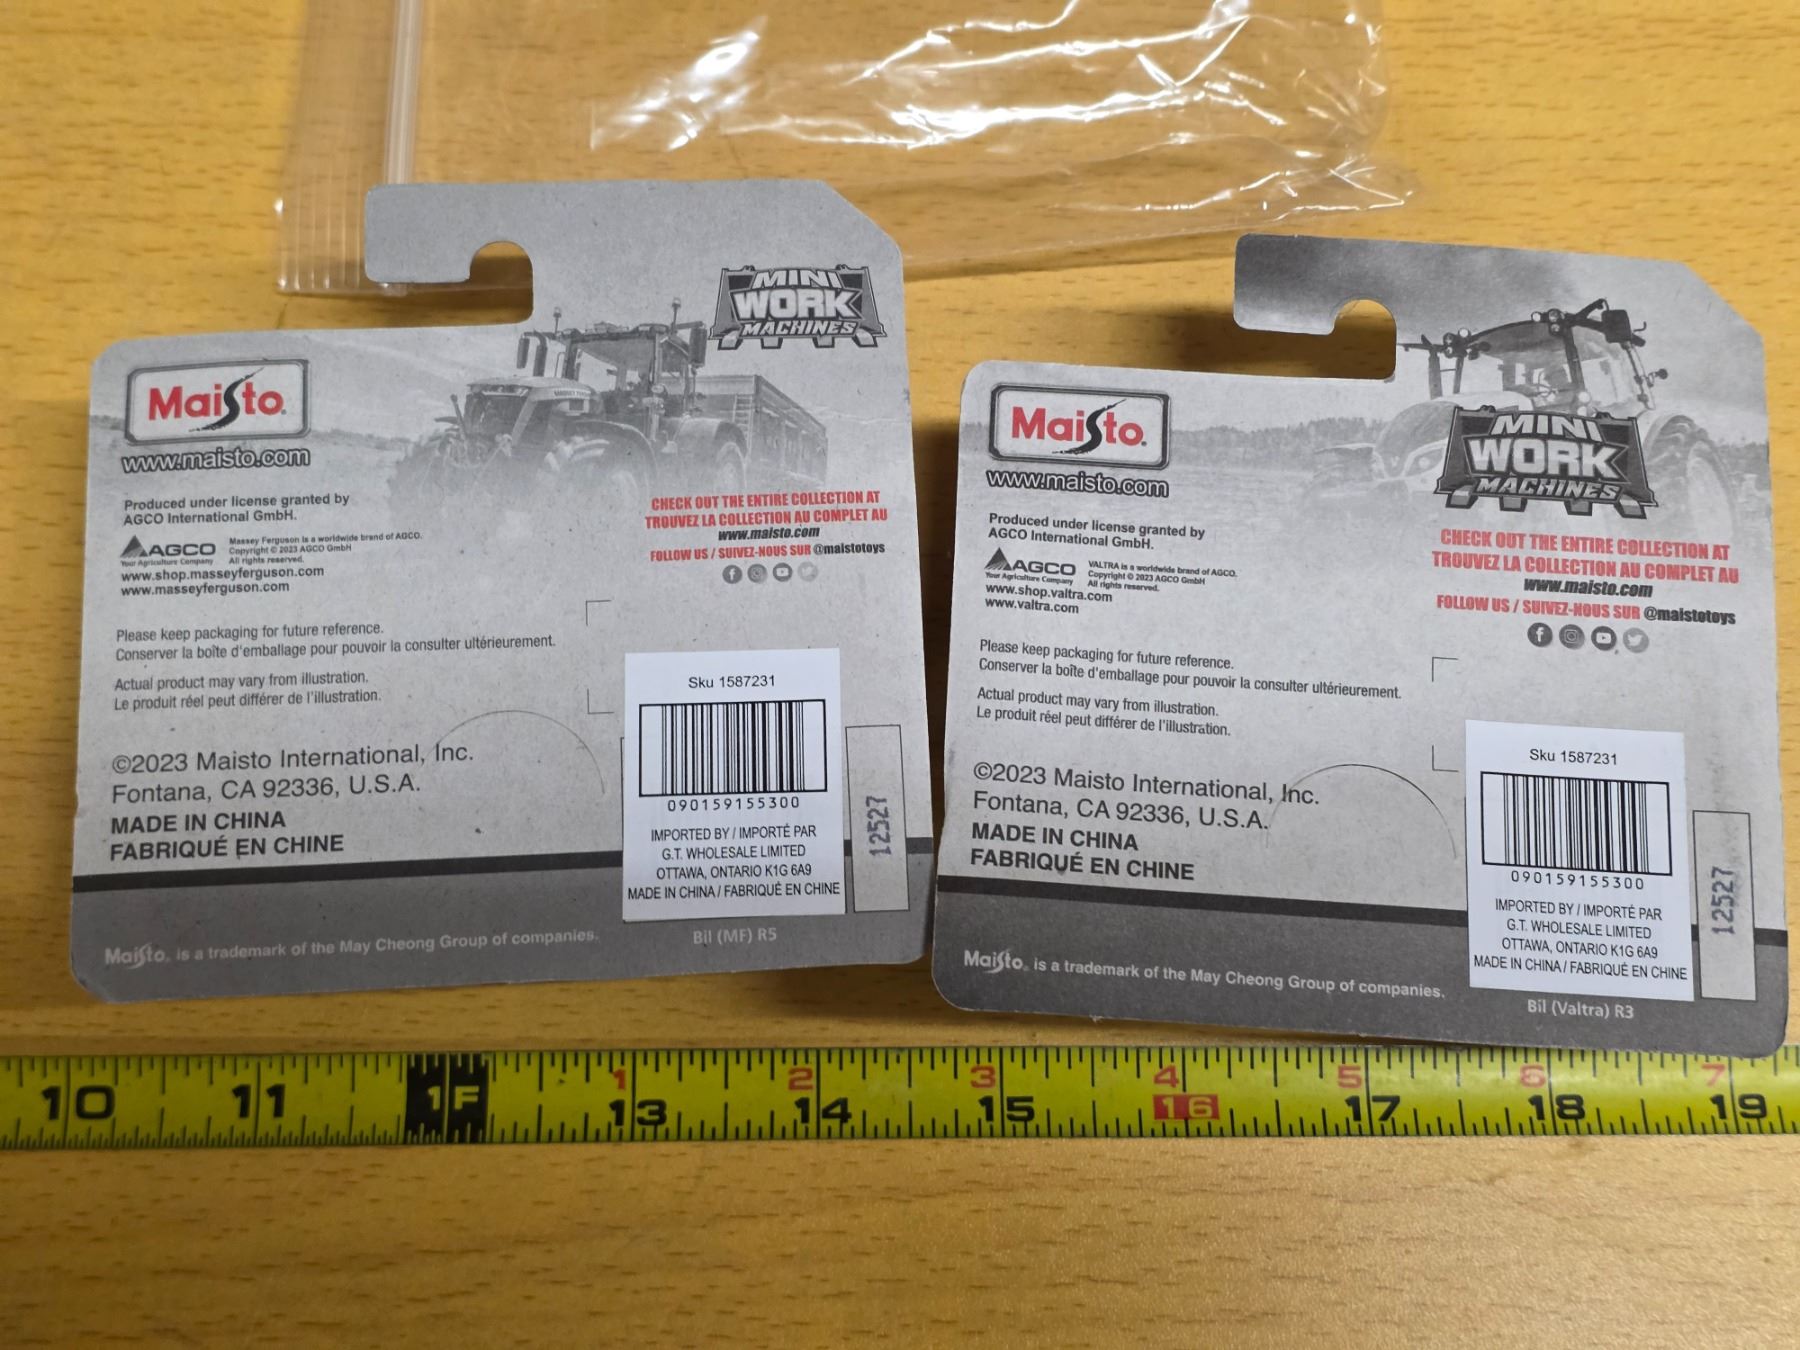 MINI
WORK
MACHINES
Maisto
www.maisto.com
Produced under license granted by
AGCO International GmbH.
AGCO
Your Agriculture Company
Massey Ferguson is a worldwide brand of AGCO.
Copyright © 2023 AGCO GmbH
All rights reserved.
www.shop.masseyferguson.com
www.masseyferguson.com
CHECK OUT THE ENTIRE COLLECTION AT
TROUVEZ LA COLLECTION AU COMPLET AU
www.maisto.com
FOLLOW US / SUIVEZ-NOUS SUR @maistotoys
Please keep packaging for future reference.
Conserver la boîte d'emballage pour pouvoir la consulter ultérieurement.
Actual product may vary from illustration.
Le produit réel peut différer de l'illustration.
©2023 Maisto International, Inc.
Fontana, CA 92336, U.S.A.
MADE IN CHINA
FABRIQUÉ EN CHINE
Sku 1587231
090159155300
IMPORTED BY / IMPORTÉ PAR
G.T. WHOLESALE LIMITED
OTTAWA, ONTARIO K1G 6A9
MADE IN CHINA / FABRIQUÉ EN CHINE
12527
Maisto. is a trademark of the May Cheong Group of companies.
Bil (MF) R5
MINI
WORK
MACHINES
Maisto
www.maisto.com
Produced under license granted by
AGCO International GmbH.
AGCO
Your Agriculture Company
VALTRA is a worldwide brand of AGCO.
Copyright © 2023 AGCO GmbH
All rights reserved.
www.shop.valtra.com
www.valtra.com
CHECK OUT THE ENTIRE COLLECTION AT
TROUVEZ LA COLLECTION AU COMPLET AU
www.maisto.com
FOLLOW US / SUIVEZ-NOUS SUR @maistotoys
Please keep packaging for future reference.
Conserver la boîte d'emballage pour pouvoir la consulter ultérieurement.
Actual product may vary from illustration.
Le produit réel peut différer de l'illustration.
©2023 Maisto International, Inc.
Fontana, CA 92336, U.S.A.
MADE IN CHINA
FABRIQUÉ EN CHINE
Sku 1587231
090159155300
IMPORTED BY / IMPORTÉ PAR
G.T. WHOLESALE LIMITED
OTTAWA, ONTARIO K1G 6A9
MADE IN CHINA / FABRIQUÉ EN CHINE
12527
Maisto. is a trademark of the May Cheong Group of companies.
Bil (Valtra) R3
1 2 3 4 5 6 7
10 11 1F 13 14 15 16 17 18 19